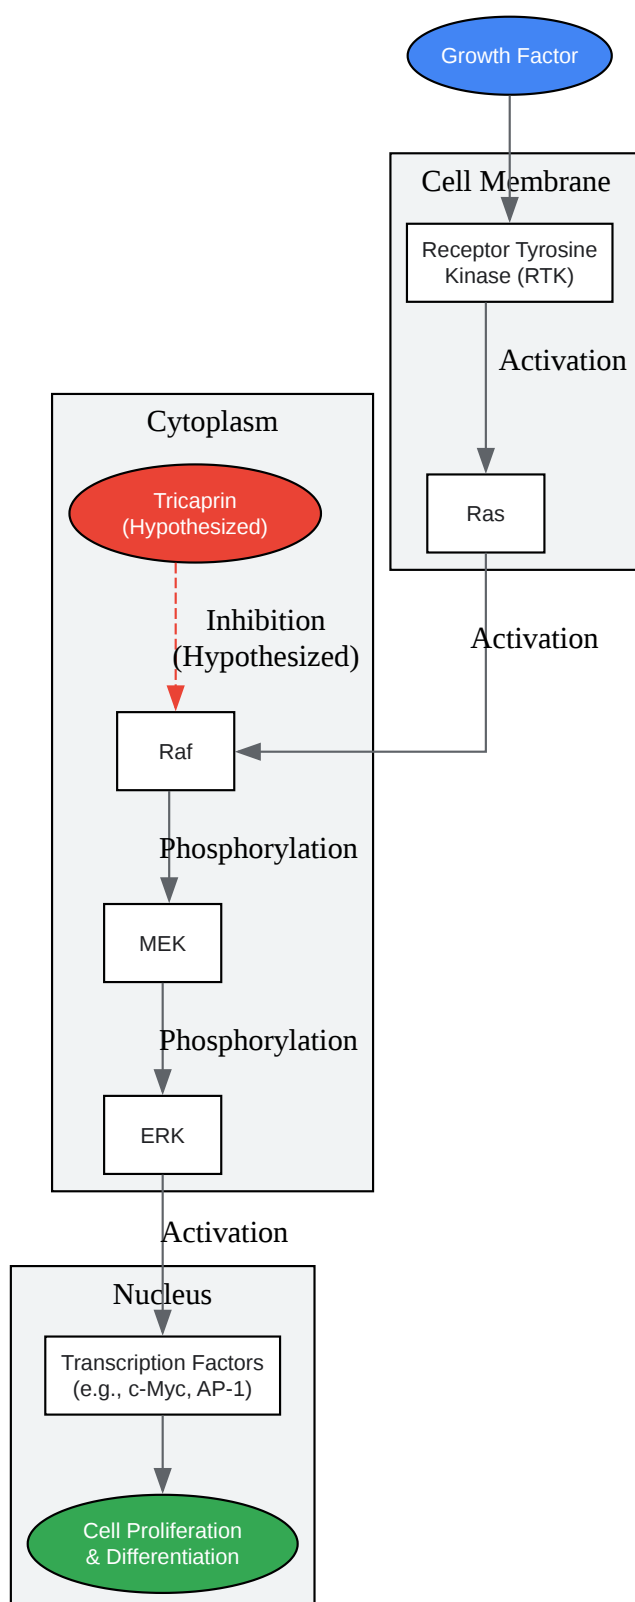 Growth Factor
Cell Membrane
Receptor Tyrosine
Kinase (RTK)
Activation
Cytoplasm
Tricaprin
(Hypothesized)
Ras
Inhibition
(Hypothesized)
Activation
Raf
Phosphorylation
MEK
Phosphorylation
ERK
Activation
Nucleus
Transcription Factors
(e.g., c-Myc, AP-1)
Cell Proliferation
& Differentiation